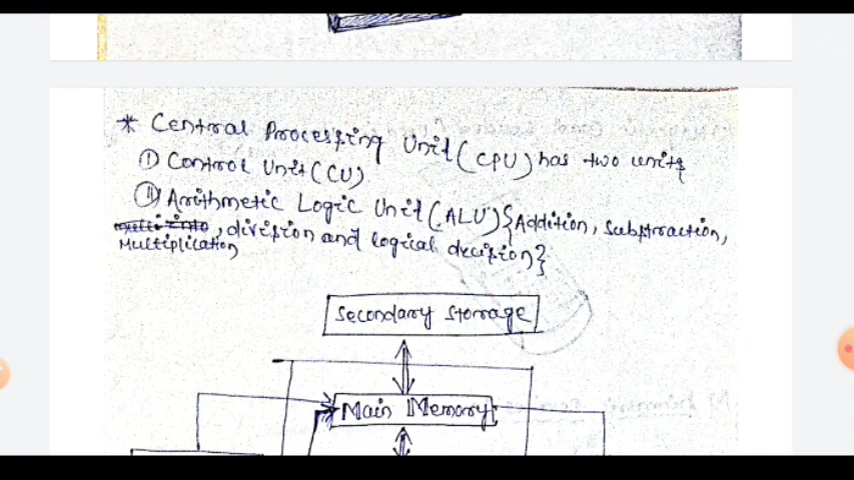 * Central Processing Unit (CPU) has two units
① Control Unit (CU)
② Arithmetic Logic Unit (ALU) {Addition, Substraction,
Multiplication, division and logical decision}
Secondary Storage
Main Memory